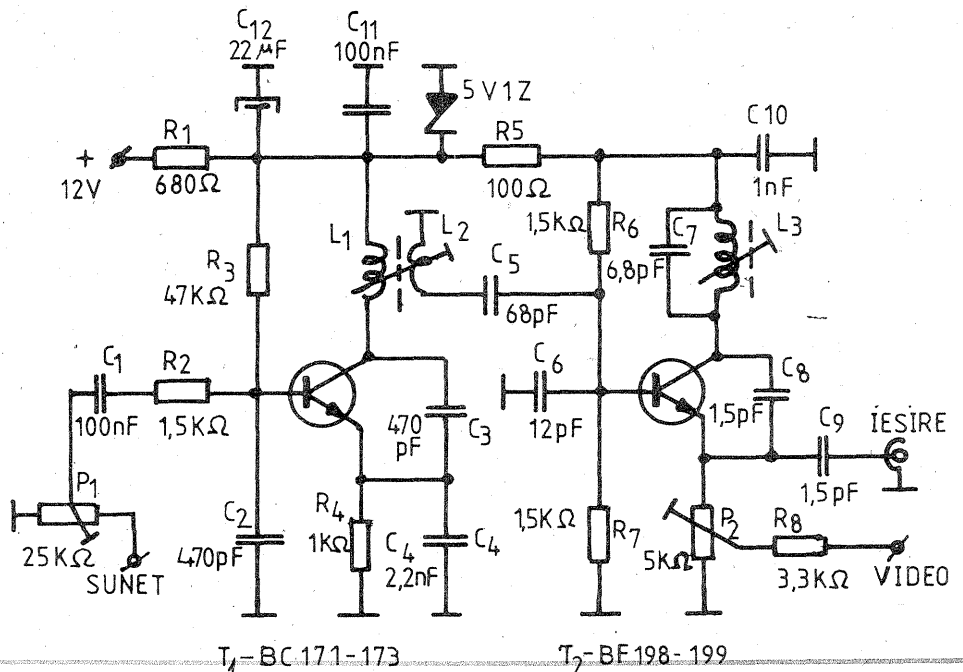 C12
22µF
C11
100nF
5V1Z
C10
1nF
R1
680Ω
+
12V
R5
100Ω
R3
47KΩ
L1
L2
C5
68pF
1,5KΩ
R6
C7
6,8pF
L3
C1
100nF
R2
1,5KΩ
470
pF
C3
C6
12pF
C8
1,5pF
C9
1,5pF
IESIRE
P1
25KΩ
SUNET
C2
470pF
R4
1KΩ
C4
2,2nF
C4
1,5KΩ
R7
P2
5KΩ
R8
3,3KΩ
VIDEO
T1-BC171-173
T2-BF198-199